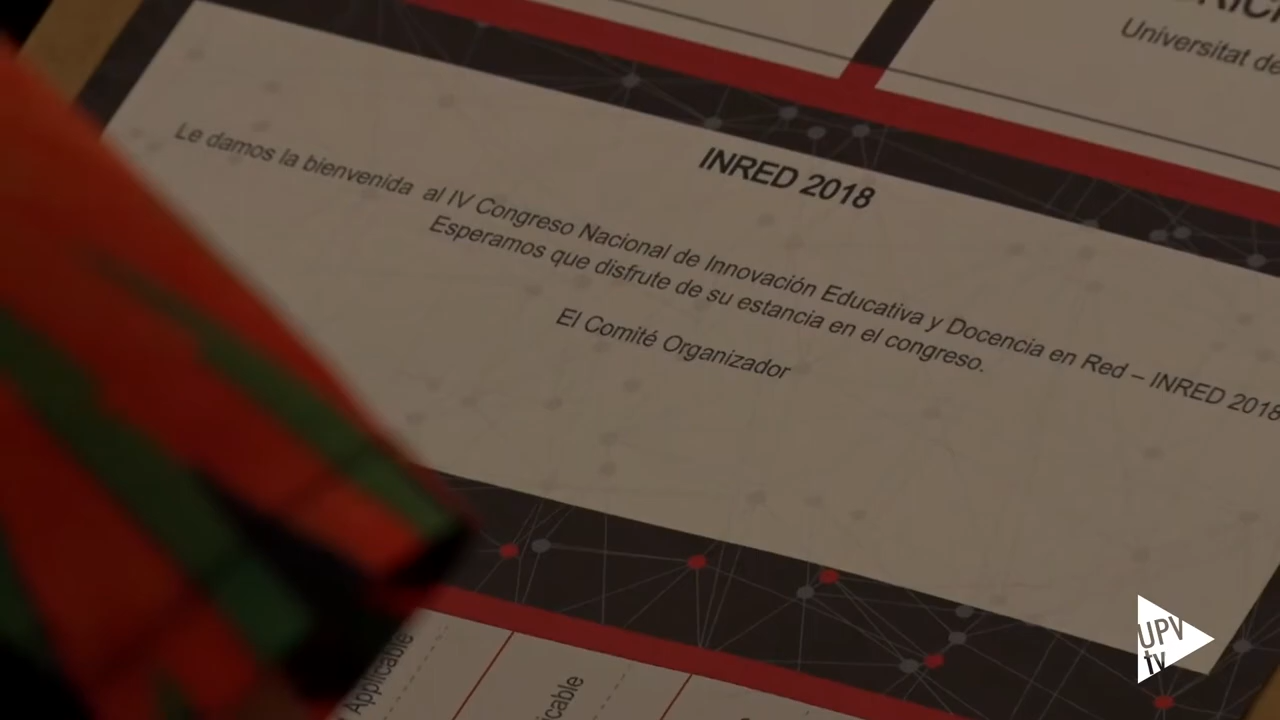 Universitat de
INRED 2018
Le damos la bienvenida al IV Congreso Nacional de Innovación Educativa y Docencia en Red – INRED 2018
Esperamos que disfrute de su estancia en el congreso.
El Comité Organizador
Applicable
UPV
tv